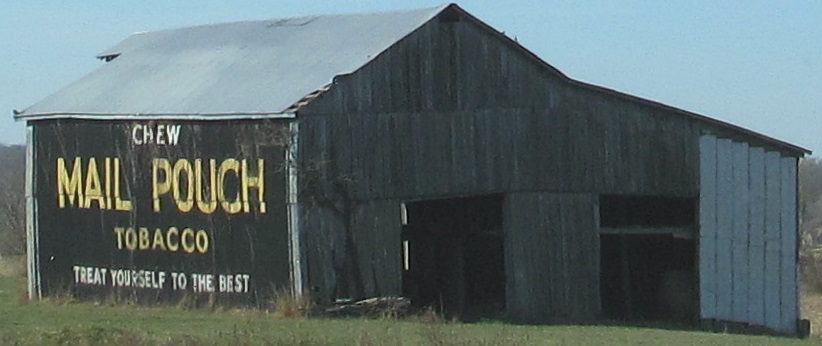 CHEW
MAIL POUCH
TOBACCO
TREAT YOURSELF TO THE BEST